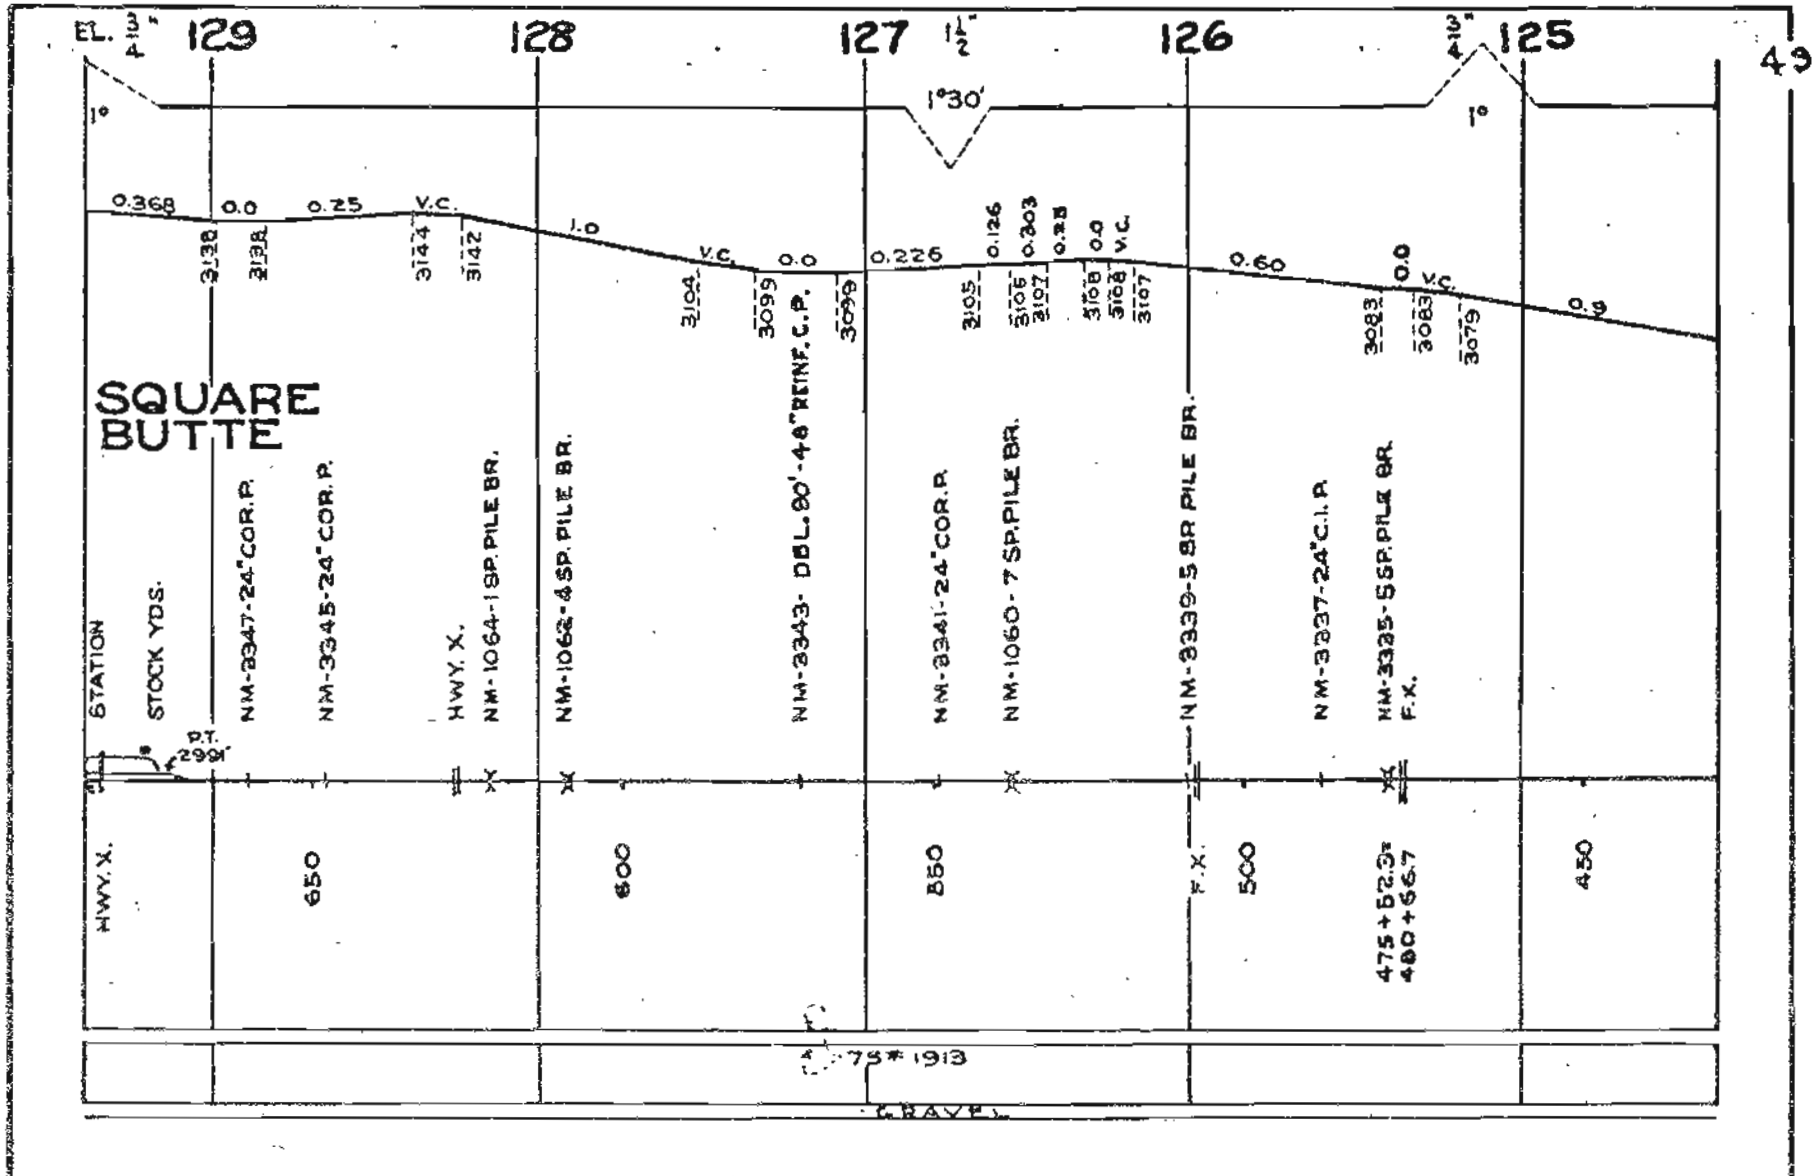 EL. 3/4" 129 128 127 1 1/2" 126 3/4" 125
49
1° 1°30' 1°
0.368 0.0 0.25 V.C. 1.0 V.C. 0.0 0.226 0.126 0.303 0.25 0.0 V.C. 0.60 0.0 V.C.
3138 3138 3144 3142 3104 3099 3099 3105 3106 3107 3108 3108 3107 3083 3083 3079
SQUARE
BUTTE
STATION
STOCK YDS.
NM-3347-24"COR.P.
NM-3345-24"COR.P.
HWY. X.
NM-1064-1 SP. PILE BR.
NM-1062-4 SP. PILE BR.
NM-3343- DBL. 80'-48" REINF. C. P.
NM-3341-24"COR.P.
NM-1060-7 SP. PILE BR.
NM-3339-5 SP. PILE BR.
NM-3337-24"C.I.P.
NM-3335-5 SP. PILE BR.
F.X.
P.T.
2991'
HWY. X.
650
600
550
F.X.
500
475+52.3=
480+66.7
450
75# 1913
GRAVEL